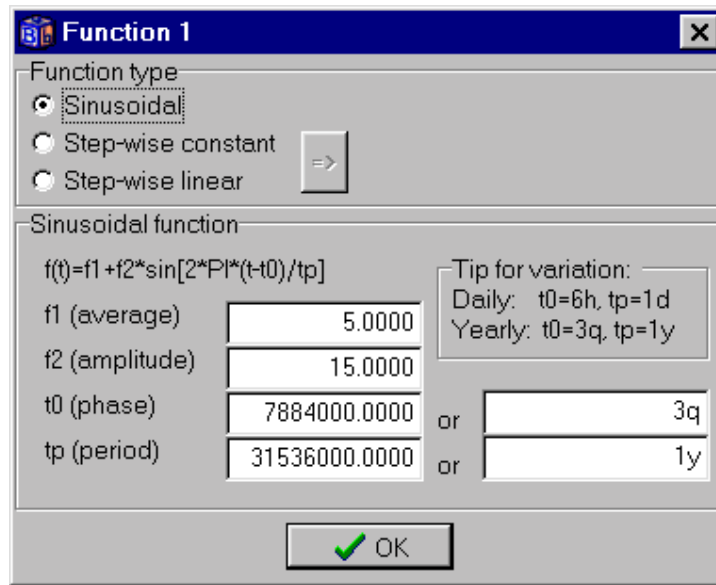 Function 1
Function type
Sinusoidal
Step-wise constant
=>
Step-wise linear
Sinusoidal function
f(t)=f1+f2*sin[2*PI*(t-t0)/tp]
Tip for variation:
Daily: t0=6h, tp=1d
Yearly: t0=3q, tp=1y
f1 (average) 5.0000
f2 (amplitude) 15.0000
t0 (phase) 7884000.0000 or 3q
tp (period) 31536000.0000 or 1y
OK